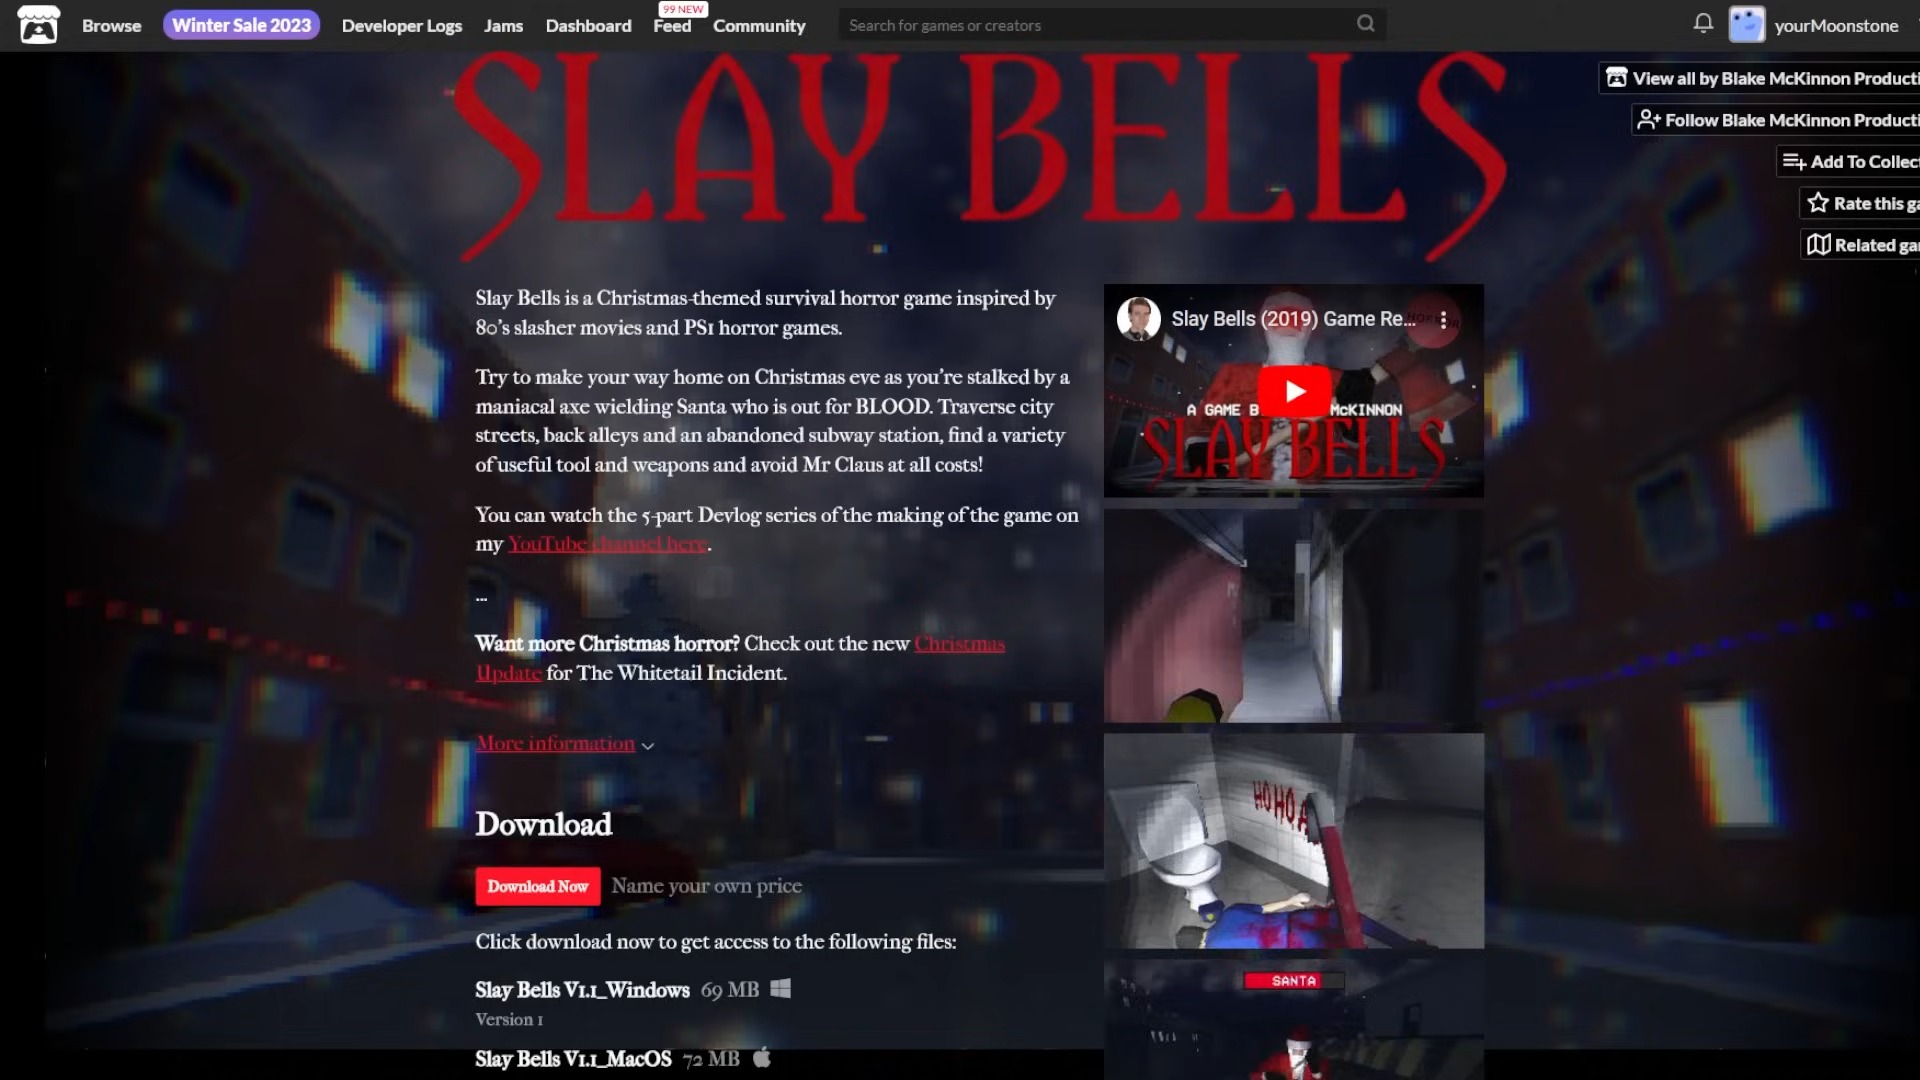 99 NEW
Browse Winter Sale 2023 Developer Logs Jams Dashboard Feed Community Search for games or creators yourMoonstone
SLAY BELLS
View all by Blake McKinnon Producti
Follow Blake McKinnon Producti
Add To Collect
Rate this ga
Related gam
Slay Bells is a Christmas-themed survival horror game inspired by
80's slasher movies and PS1 horror games.
Try to make your way home on Christmas eve as you're stalked by a
maniacal axe wielding Santa who is out for BLOOD. Traverse city
streets, back alleys and an abandoned subway station, find a variety
of useful tool and weapons and avoid Mr Claus at all costs!
You can watch the 5-part Devlog series of the making of the game on
my YouTube channel here.
...
Want more Christmas horror? Check out the new Christmas
Update for The Whitetail Incident.
More information
Download
Download Now Name your own price
Click download now to get access to the following files:
Slay Bells V1.1_Windows 69 MB
Version 1
Slay Bells V1.1_MacOS 72 MB
Slay Bells (2019) Game Re...
A GAME B McKINNON
SLAY BELLS
HO HO
SANTA